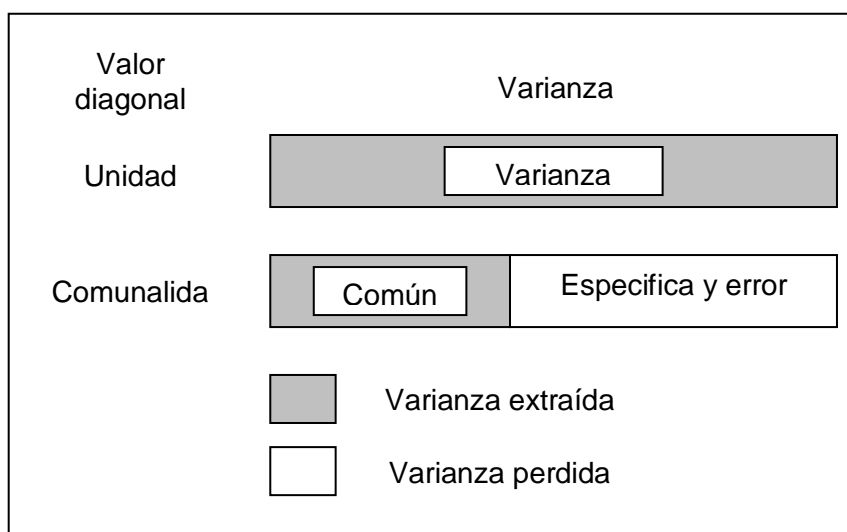 Valor
diagonal
Varianza
Unidad
Varianza
Comunalida
Común
Especifica y error
Varianza extraída
Varianza perdida